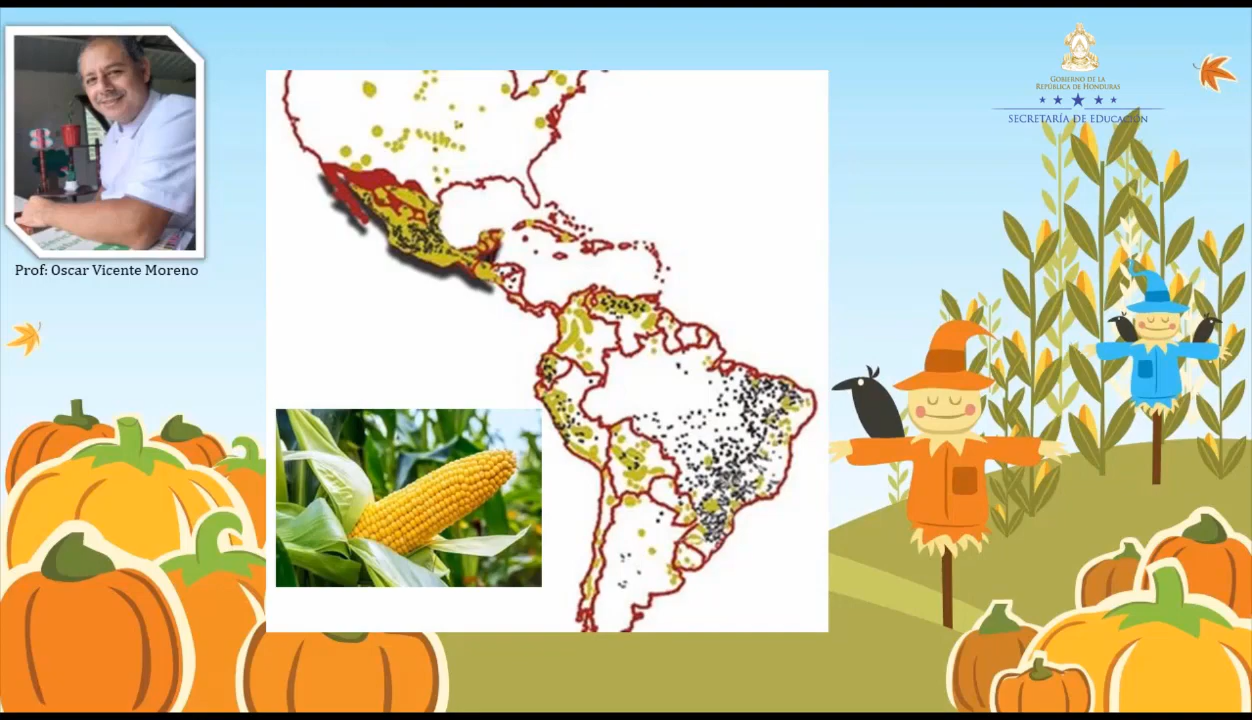 Prof: Oscar Vicente Moreno
GOBIERNO DE LA
REPÚBLICA DE HONDURAS
SECRETARÍA DE EDUCACIÓN